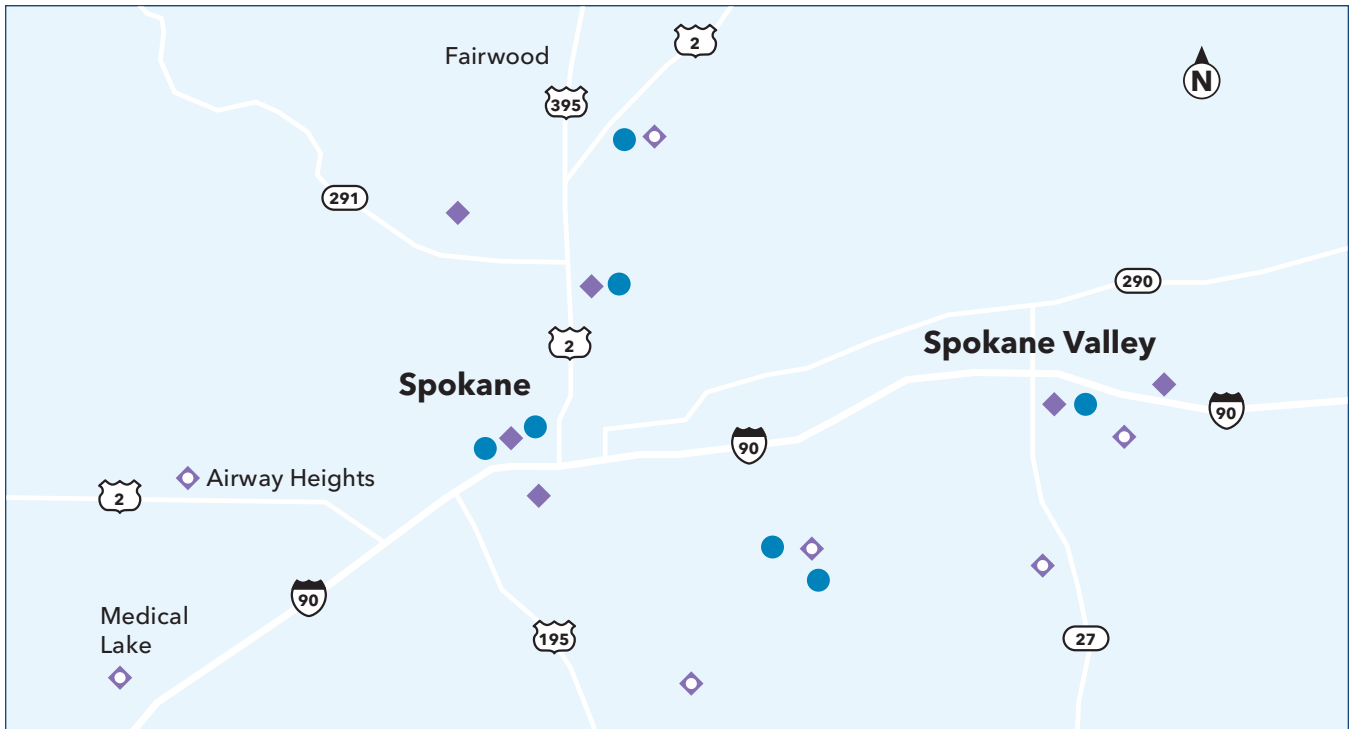 2
Fairwood
N
395
291
290
Spokane Valley
2
Spokane
90
90
Airway Heights
2
90
Medical
Lake
195
27